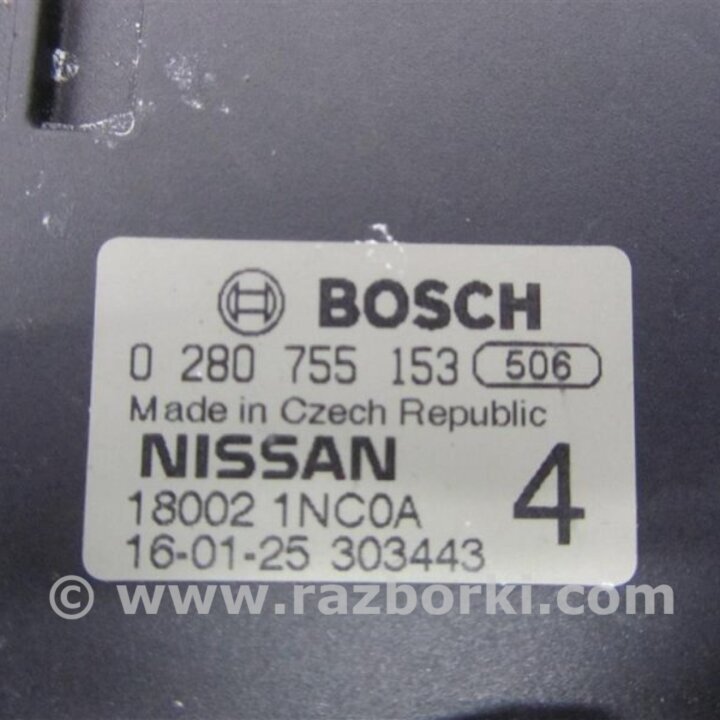 BOSCH
0 280 755 153 506
Made in Czech Republic
NISSAN
18002 1NC0A 4
16-01-25 303443
© www.razborki.com